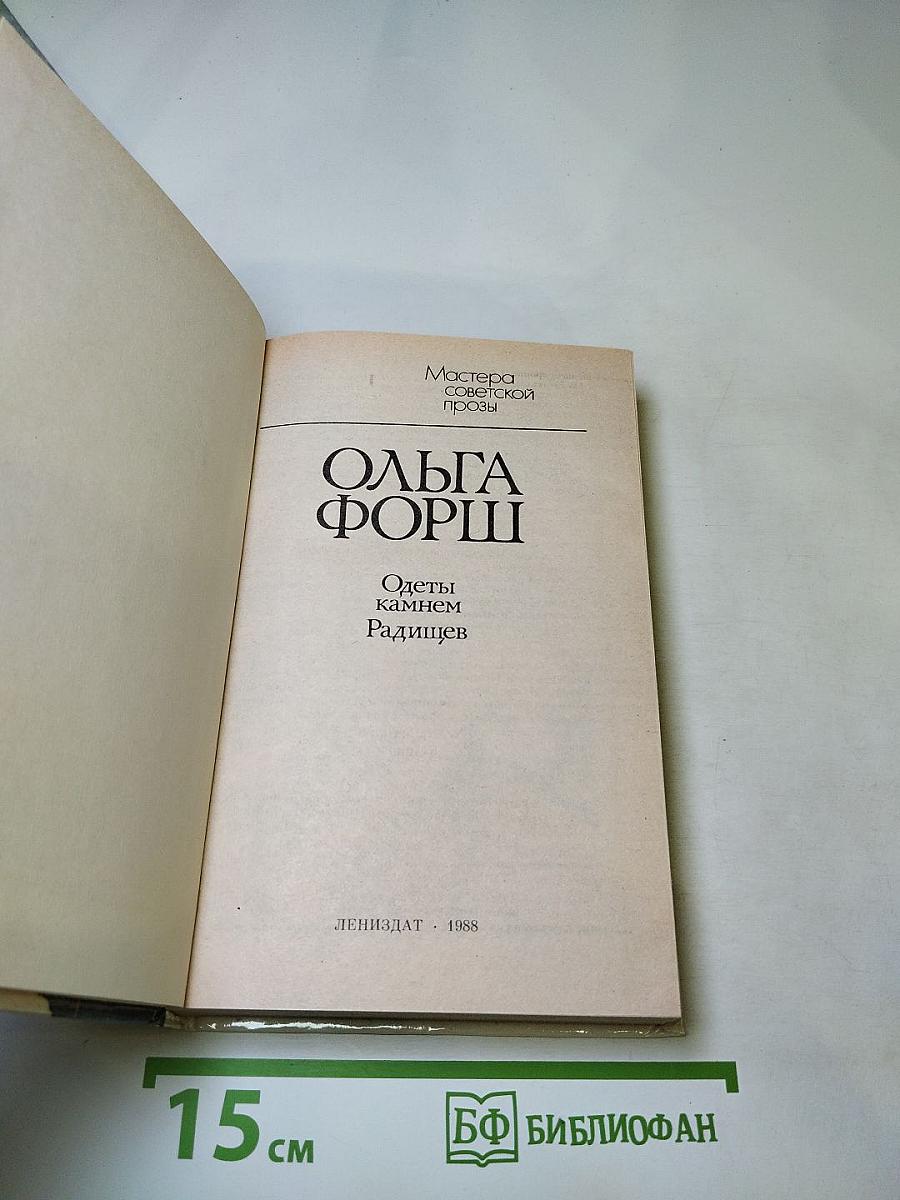 Мастера
советской
прозы
ОЛЬГА
ФОРШ
Одеты
камнем
Радищев
ЛЕНИЗДАТ · 1988
15 см
БФ БИБЛИОФАН